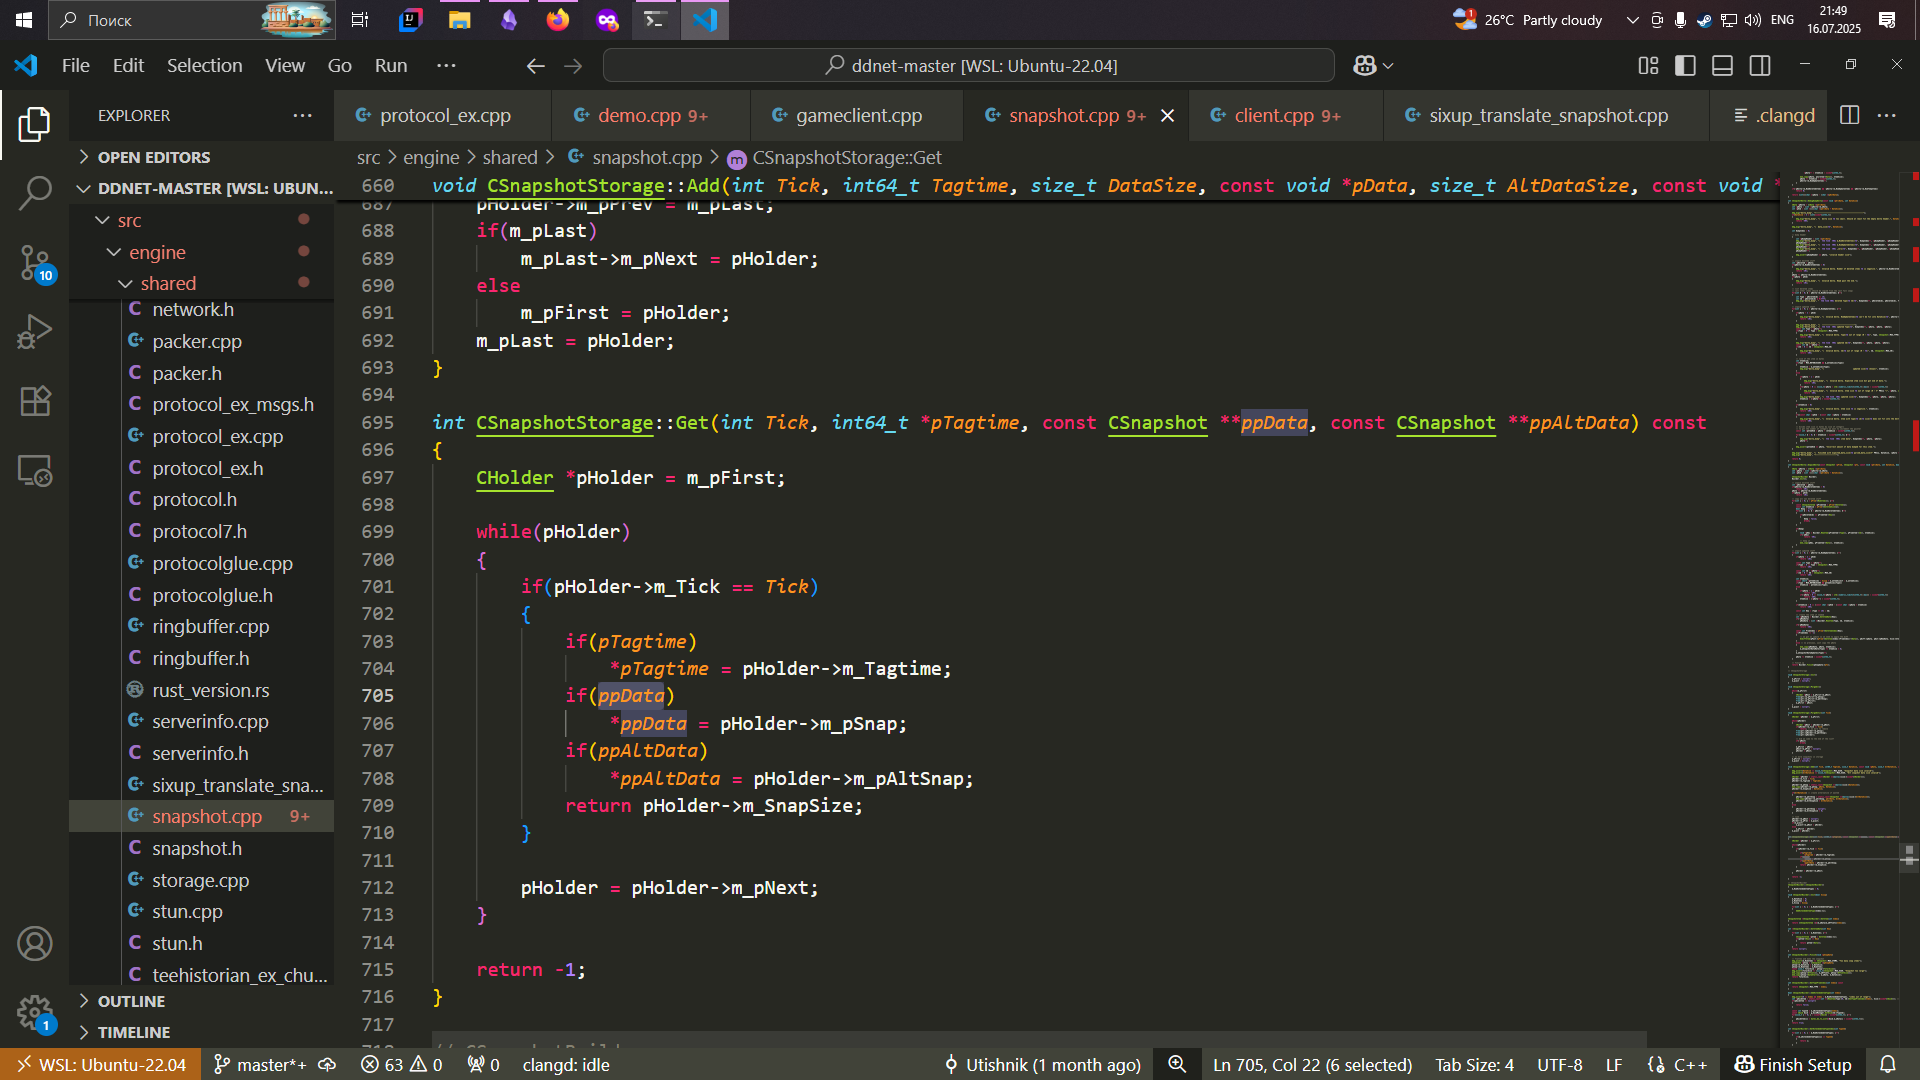 Поиск
26°C Partly cloudy
ENG
21:49
16.07.2025
File Edit Selection View Go Run ···
ddnet-master [WSL: Ubuntu-22.04]
EXPLORER
protocol_ex.cpp
demo.cpp 9+
gameclient.cpp
snapshot.cpp 9+
client.cpp 9+
sixup_translate_snapshot.cpp
.clangd
OPEN EDITORS
DDNET-MASTER [WSL: UBUN...
src
engine
shared
network.h
packer.cpp
packer.h
protocol_ex_msgs.h
protocol_ex.cpp
protocol_ex.h
protocol.h
protocol7.h
protocolglue.cpp
protocolglue.h
ringbuffer.cpp
ringbuffer.h
rust_version.rs
serverinfo.cpp
serverinfo.h
sixup_translate_sna...
snapshot.cpp 9+
snapshot.h
storage.cpp
stun.cpp
stun.h
teehistorian_ex_chu...
OUTLINE
TIMELINE
10
1
src > engine > shared > snapshot.cpp > CSnapshotStorage::Get
660 void CSnapshotStorage::Add(int Tick, int64_t Tagtime, size_t DataSize, const void *pData, size_t AltDataSize, const void *
687 pHolder->m_pPrev = m_pLast;
688 if(m_pLast)
689 m_pLast->m_pNext = pHolder;
690 else
691 m_pFirst = pHolder;
692 m_pLast = pHolder;
693 }
694
695 int CSnapshotStorage::Get(int Tick, int64_t *pTagtime, const CSnapshot **ppData, const CSnapshot **ppAltData) const
696 {
697 CHolder *pHolder = m_pFirst;
698
699 while(pHolder)
700 {
701 if(pHolder->m_Tick == Tick)
702 {
703 if(pTagtime)
704 *pTagtime = pHolder->m_Tagtime;
705 if(ppData)
706 *ppData = pHolder->m_pSnap;
707 if(ppAltData)
708 *ppAltData = pHolder->m_pAltSnap;
709 return pHolder->m_SnapSize;
710 }
711
712 pHolder = pHolder->m_pNext;
713 }
714
715 return -1;
716 }
717
WSL: Ubuntu-22.04
master*+
63 0
0
clangd: idle
Utishnik (1 month ago)
Ln 705, Col 22 (6 selected)
Tab Size: 4
UTF-8
LF
{} C++
Finish Setup